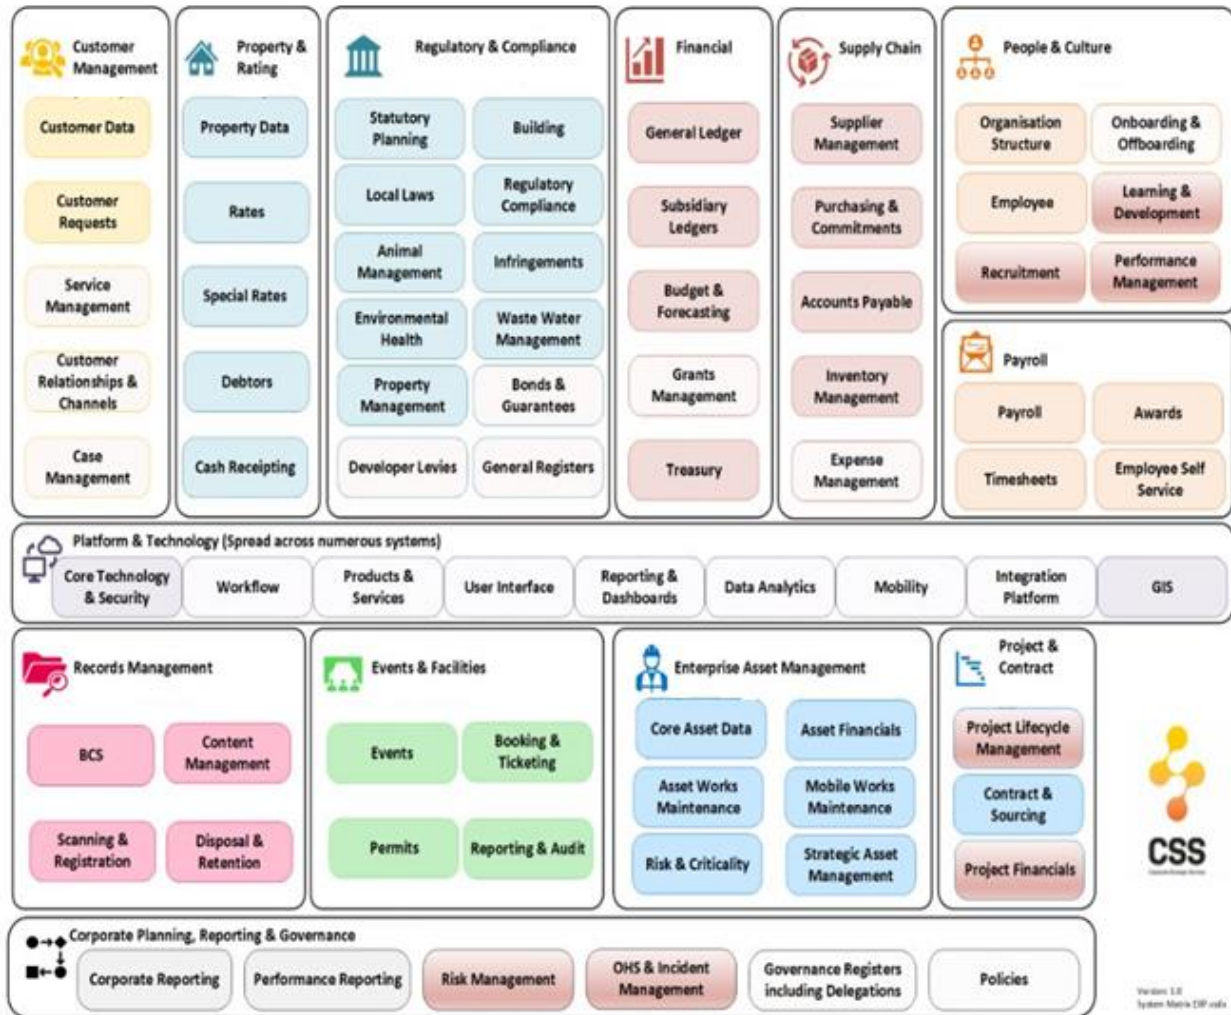 Customer
Management
Customer Data
Customer
Requests
Service
Management
Customer
Relationships &
Channels
Case
Management
Property &
Rating
Property Data
Rates
Special Rates
Debtors
Cash Receipting
Regulatory & Compliance
Statutory
Planning
Building
Local Laws
Regulatory
Compliance
Animal
Management
Infringements
Environmental
Health
Waste Water
Management
Property
Management
Bonds &
Guarantees
Developer Levies
General Registers
Financial
General Ledger
Subsidiary
Ledgers
Budget &
Forecasting
Grants
Management
Treasury
Supply Chain
Supplier
Management
Purchasing &
Commitments
Accounts Payable
Inventory
Management
Expense
Management
People & Culture
Organisation
Structure
Onboarding &
Offboarding
Employee
Learning &
Development
Recruitment
Performance
Management
Payroll
Payroll
Awards
Timesheets
Employee Self
Service
Platform & Technology (Spread across numerous systems)
Core Technology
& Security
Workflow
Products &
Services
User Interface
Reporting &
Dashboards
Data Analytics
Mobility
Integration
Platform
GIS
Records Management
BCS
Content
Management
Scanning &
Registration
Disposal &
Retention
Events & Facilities
Events
Booking &
Ticketing
Permits
Reporting & Audit
Enterprise Asset Management
Core Asset Data
Asset Financials
Asset Works
Maintenance
Mobile Works
Maintenance
Risk & Criticality
Strategic Asset
Management
Project &
Contract
Project Lifecycle
Management
Contract &
Sourcing
Project Financials
CSS
Corporate Planning, Reporting & Governance
Corporate Reporting
Performance Reporting
Risk Management
OHS & Incident
Management
Governance Registers
including Delegations
Policies
Version: 1.0
System Matrix